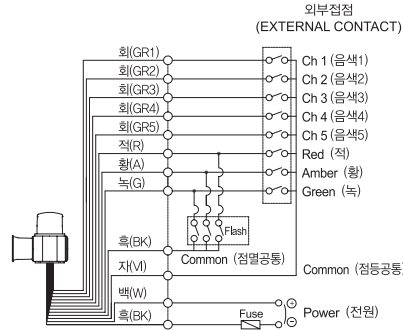 외부접점
(EXTERNAL CONTACT)
회(GR1) Ch 1 (음색1)
회(GR2) Ch 2 (음색2)
회(GR3) Ch 3 (음색3)
회(GR4) Ch 4 (음색4)
회(GR5) Ch 5 (음색5)
적(R) Red (적)
황(A) Amber (황)
녹(G) Green (녹)
Flash
흑(BK) Common (점멸공통)
자(VI) Common (점등공통)
백(W)
Fuse Power (전원)
흑(BK)